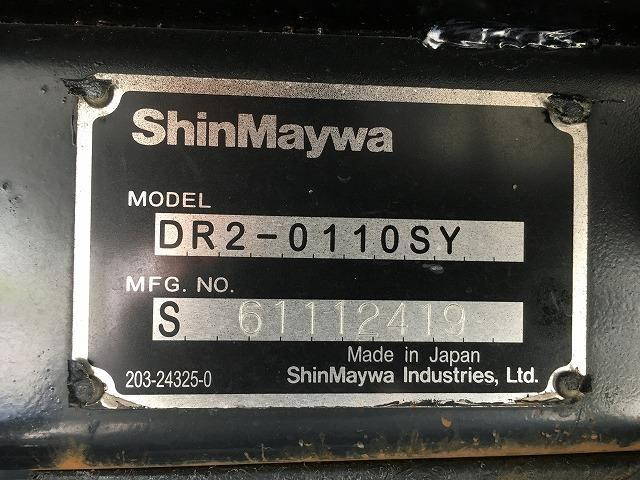 ShinMaywa
MODEL
DR2-0110SY
MFG. NO.
S 61112419
Made in Japan
203-24325-0 ShinMaywa Industries, Ltd.